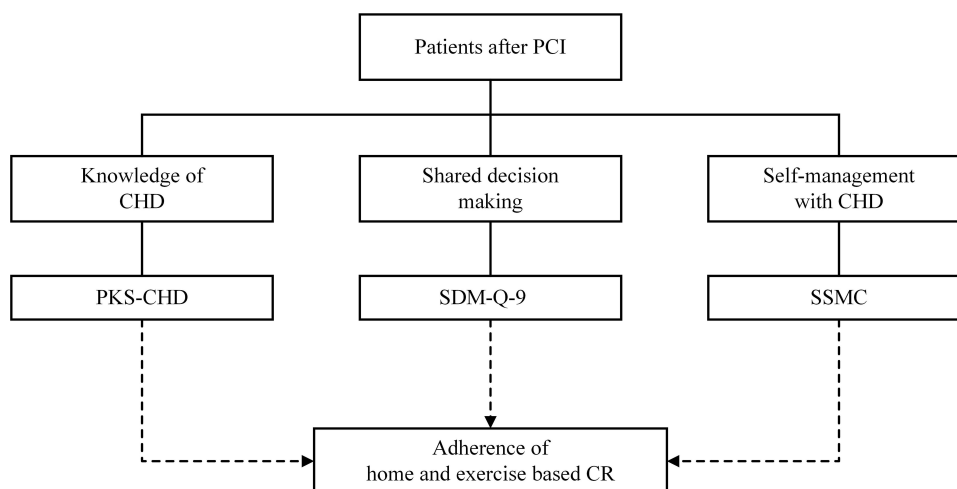 Patients after PCI
Knowledge of
CHD
Shared decision
making
Self-management
with CHD
PKS-CHD
SDM-Q-9
SSMC
Adherence of
home and exercise based CR